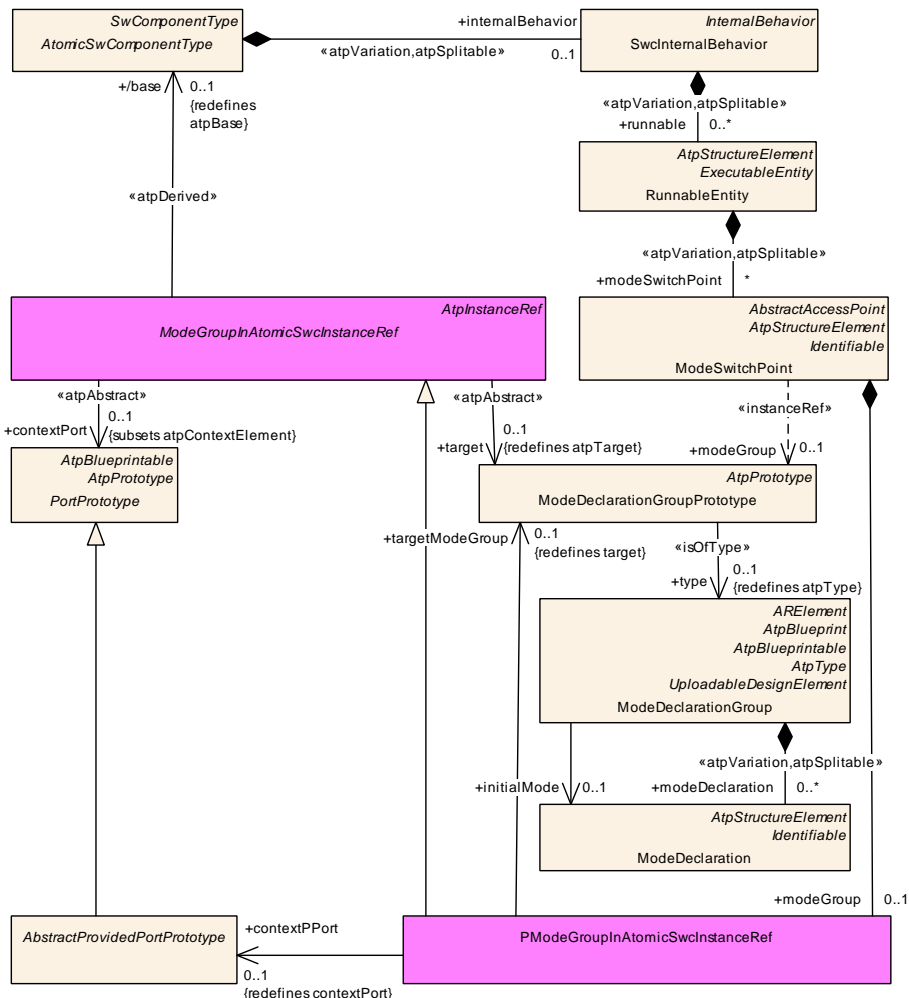 SwComponentType
AtomicSwComponentType
+internalBehavior
«atpVariation,atpSplitable»
0..1
InternalBehavior
SwcInternalBehavior
+/base
0..1
{redefines
atpBase}
«atpVariation,atpSplitable»
+runnable
0..*
AtpStructureElement
ExecutableEntity
RunnableEntity
«atpDerived»
«atpVariation,atpSplitable»
+modeSwitchPoint
*
AtpInstanceRef
ModeGroupInAtomicSwcInstanceRef
AbstractAccessPoint
AtpStructureElement
Identifiable
ModeSwitchPoint
«atpAbstract»
+contextPort
0..1
{subsets atpContextElement}
«atpAbstract»
+target
0..1
{redefines atpTarget}
«instanceRef»
+modeGroup
0..1
AtpBlueprintable
AtpPrototype
PortPrototype
AtpPrototype
ModeDeclarationGroupPrototype
+targetModeGroup
0..1
{redefines target}
«isOfType»
+type
0..1
{redefines atpType}
ARElement
AtpBlueprint
AtpBlueprintable
AtpType
UploadableDesignElement
ModeDeclarationGroup
+initialMode
0..1
«atpVariation,atpSplitable»
+modeDeclaration
0..*
AtpStructureElement
Identifiable
ModeDeclaration
+modeGroup
0..1
AbstractProvidedPortPrototype
+contextPPort
0..1
{redefines contextPort}
PModeGroupInAtomicSwcInstanceRef